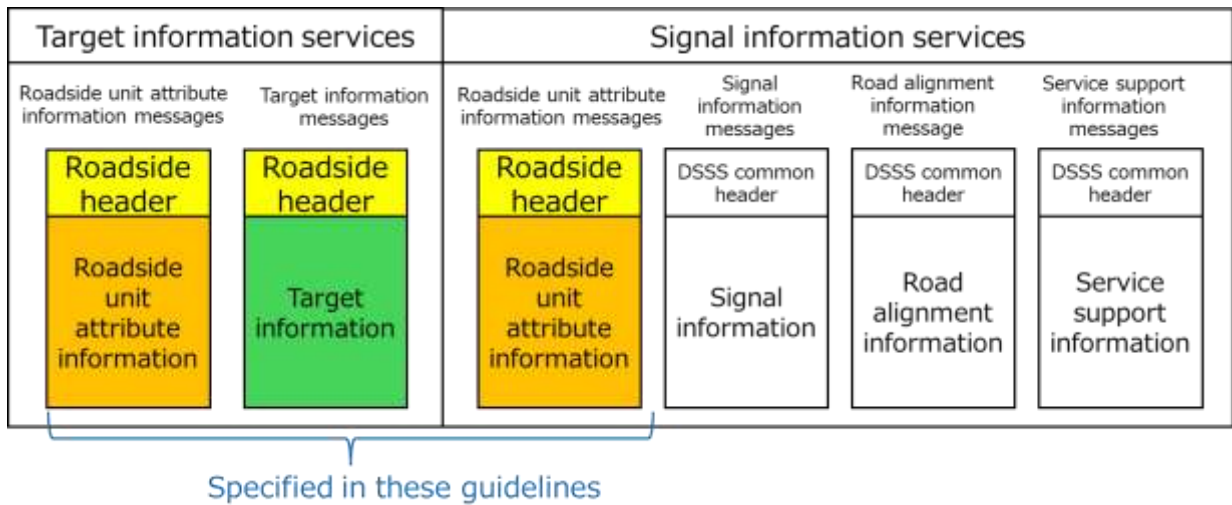 Target information services
Signal information services
Roadside unit attribute
information messages
Target information
messages
Roadside unit attribute
information messages
Signal
information
messages
Road alignment
information
message
Service support
information
messages
Roadside
header
Roadside
header
Roadside
header
DSSS common
header
DSSS common
header
DSSS common
header
Roadside
unit
attribute
information
Target
information
Roadside
unit
attribute
information
Signal
information
Road
alignment
information
Service
support
information
Specified in these guidelines